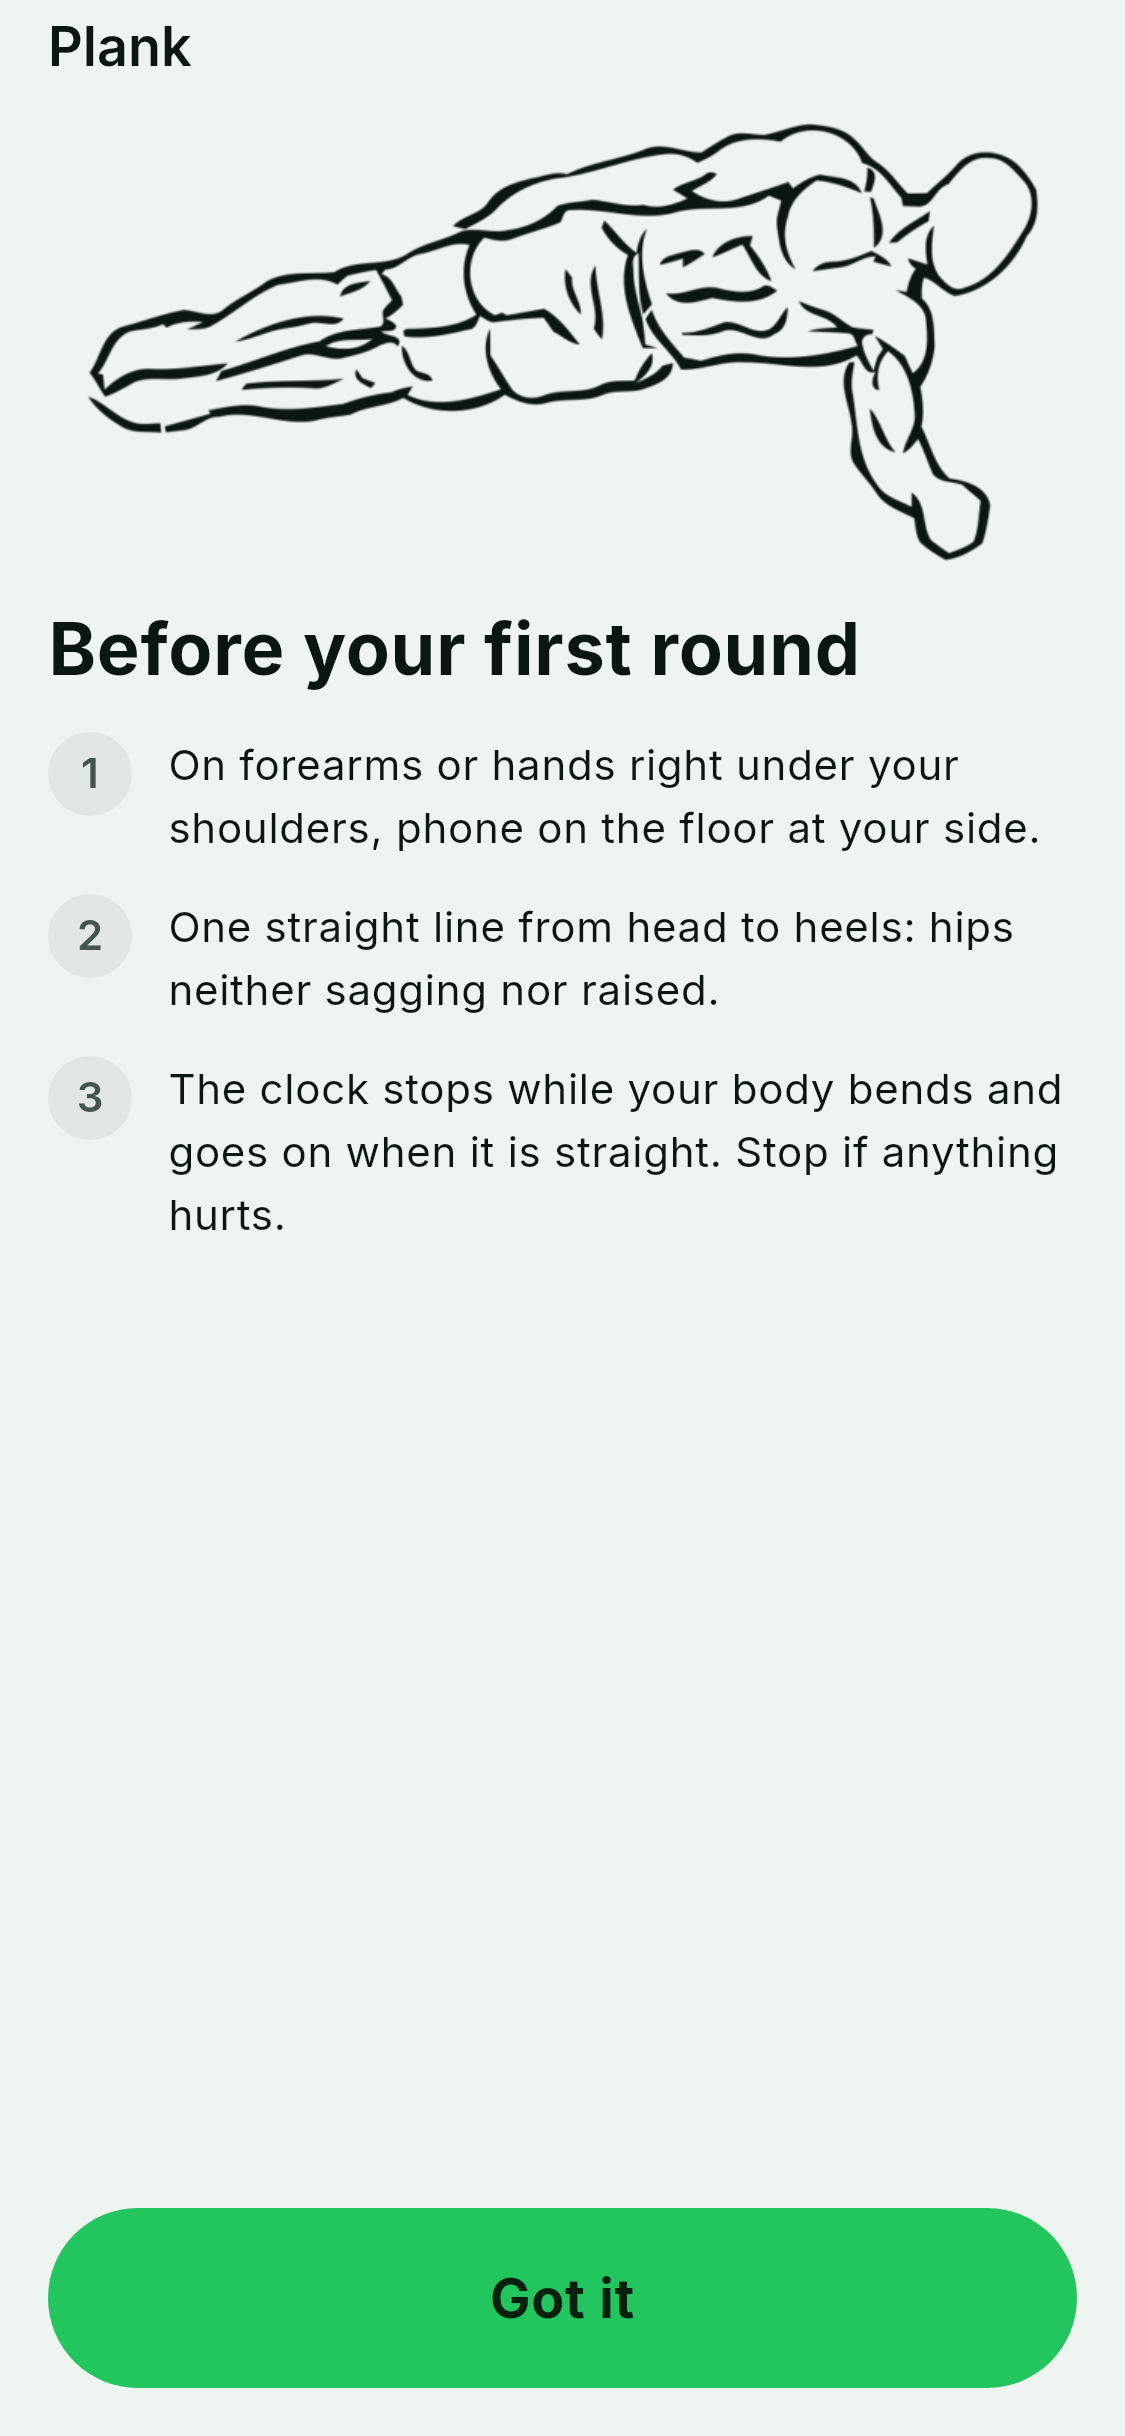 Plank
Before your first round
1
On forearms or hands right under your
shoulders, phone on the floor at your side.
2
One straight line from head to heels: hips
neither sagging nor raised.
3
The clock stops while your body bends and
goes on when it is straight. Stop if anything
hurts.
Got it